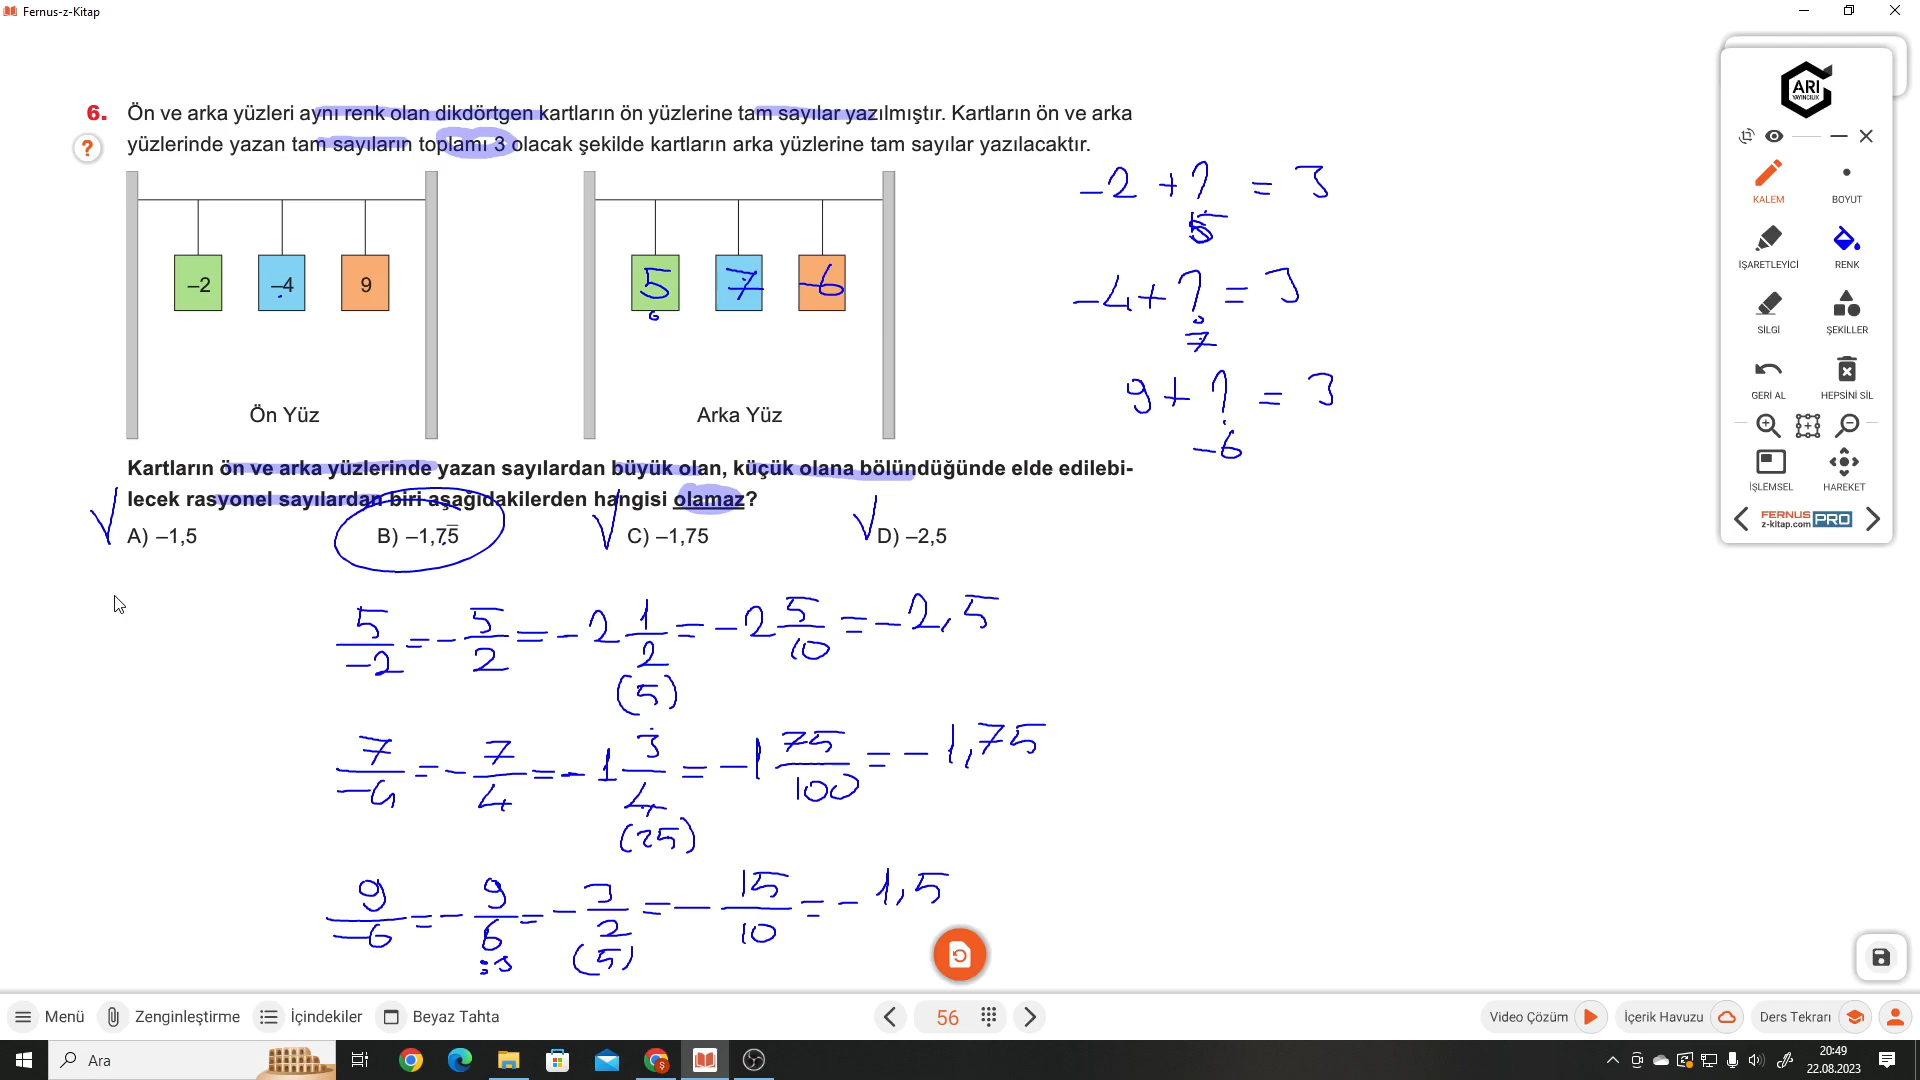 Fernus-z-Kitap
6. Ön ve arka yüzleri aynı renk olan dikdörtgen kartların ön yüzlerine tam sayılar yazılmıştır. Kartların ön ve arka
? yüzlerinde yazan tam sayıların toplamı 3 olacak şekilde kartların arka yüzlerine tam sayılar yazılacaktır.
–2 –4 9
Ön Yüz
5 7 –6
Arka Yüz
–2 + ? = 3
5
–4 + ? = 3
7
9 + ? = 3
–6
Kartların ön ve arka yüzlerinde yazan sayılardan büyük olan, küçük olana bölündüğünde elde edilebi-
lecek rasyonel sayılardan biri aşağıdakilerden hangisi olamaz?
A) –1,5 B) –1,75̅ C) –1,75 D) –2,5
5/–2 = –5/2 = –2 1/2 = –2 5/10 = –2,5
(5)
7/–4 = –7/4 = –1 3/4 = –1 75/100 = –1,75
(25)
9/–6 = –9/6 = –3/2 = –15/10 = –1,5
:3 (5)
ARI
YAYINCILIK
KALEM BOYUT
İŞARETLEYİCİ RENK
SİLGİ ŞEKİLLER
GERİ AL HEPSİNİ SİL
İŞLEMSEL HAREKET
FERNUS
z-kitap.com PRO
Menü Zenginleştirme İçindekiler Beyaz Tahta 56 Video Çözüm İçerik Havuzu Ders Tekrarı
Ara
20:49
22.08.2023